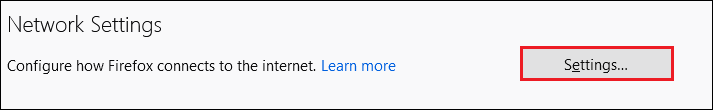 Network Settings
Configure how Firefox connects to the internet. Learn more Settings...